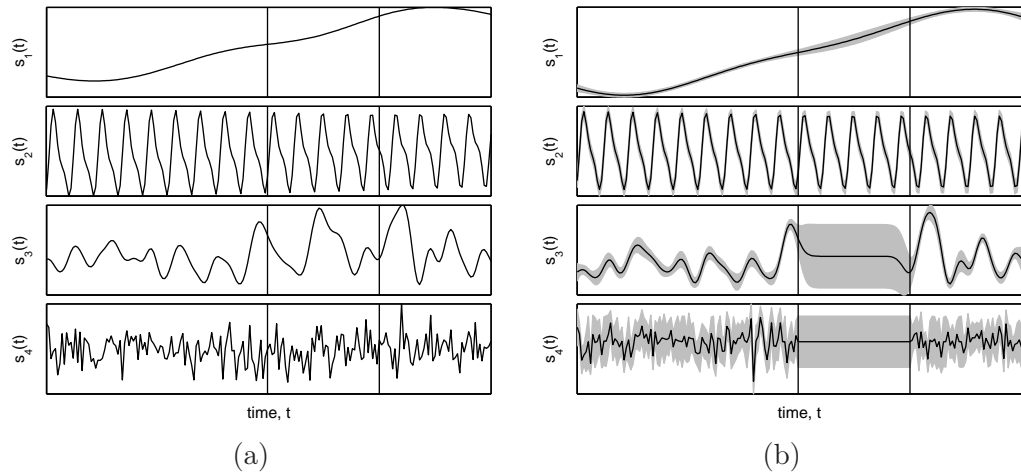 s₁(t)
s₂(t)
s₃(t)
s₄(t)
time, t
(a)
s₁(t)
s₂(t)
s₃(t)
s₄(t)
time, t
(b)